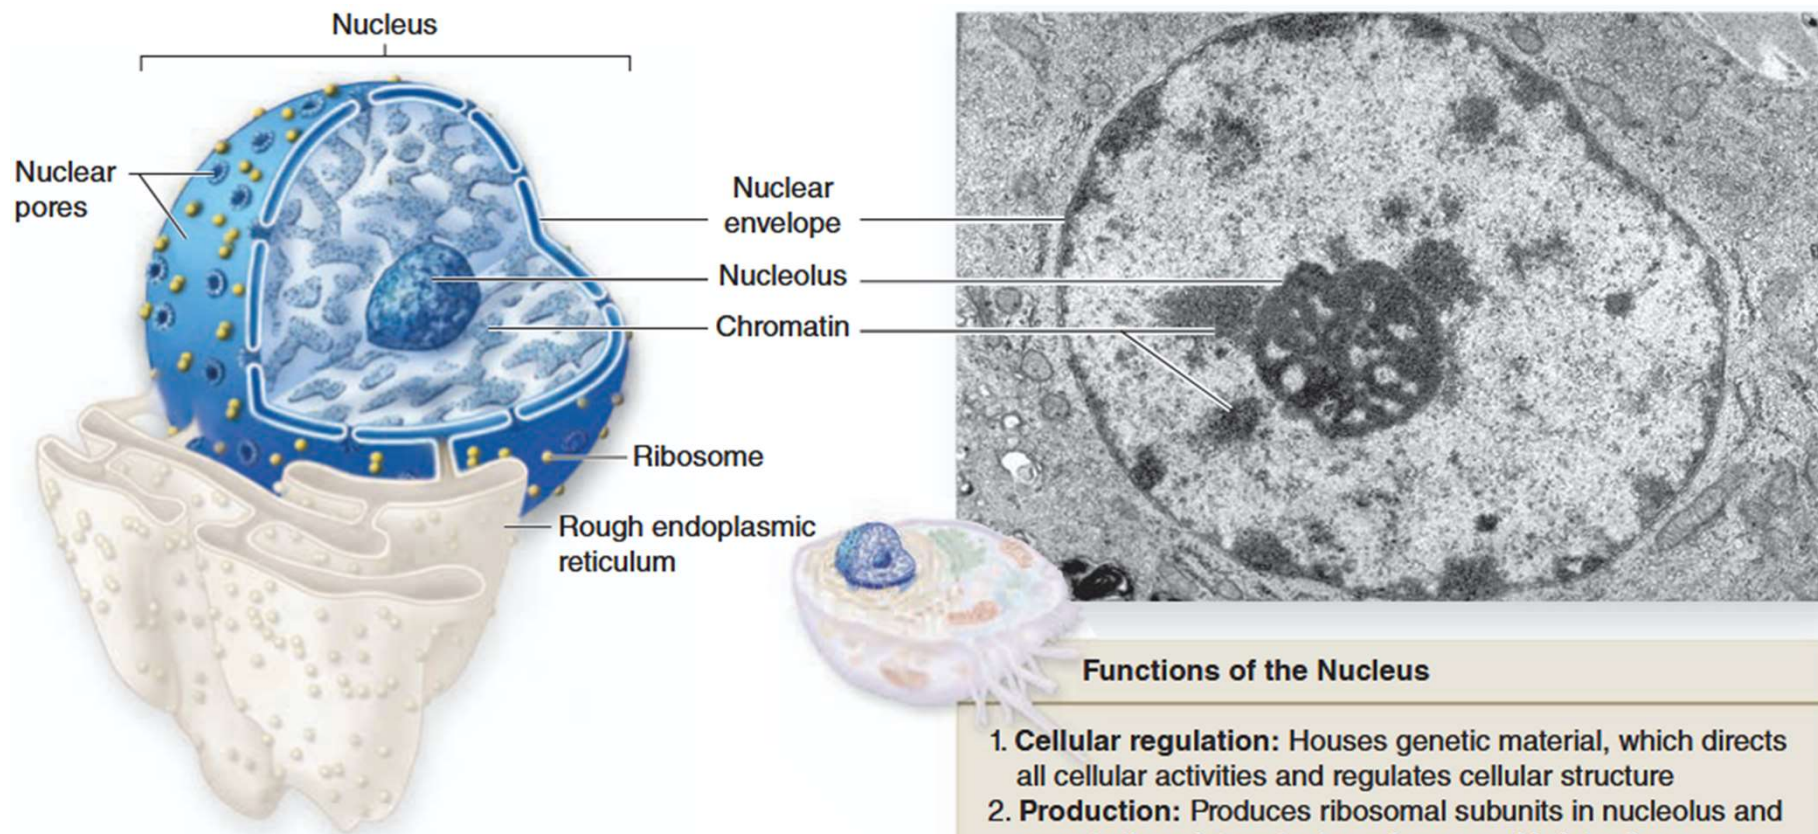 Nucleus
Nuclear
pores
Nuclear
envelope
Nucleolus
Chromatin
Ribosome
Rough endoplasmic
reticulum
Functions of the Nucleus
1. Cellular regulation: Houses genetic material, which directs
all cellular activities and regulates cellular structure
2. Production: Produces ribosomal subunits in nucleolus and